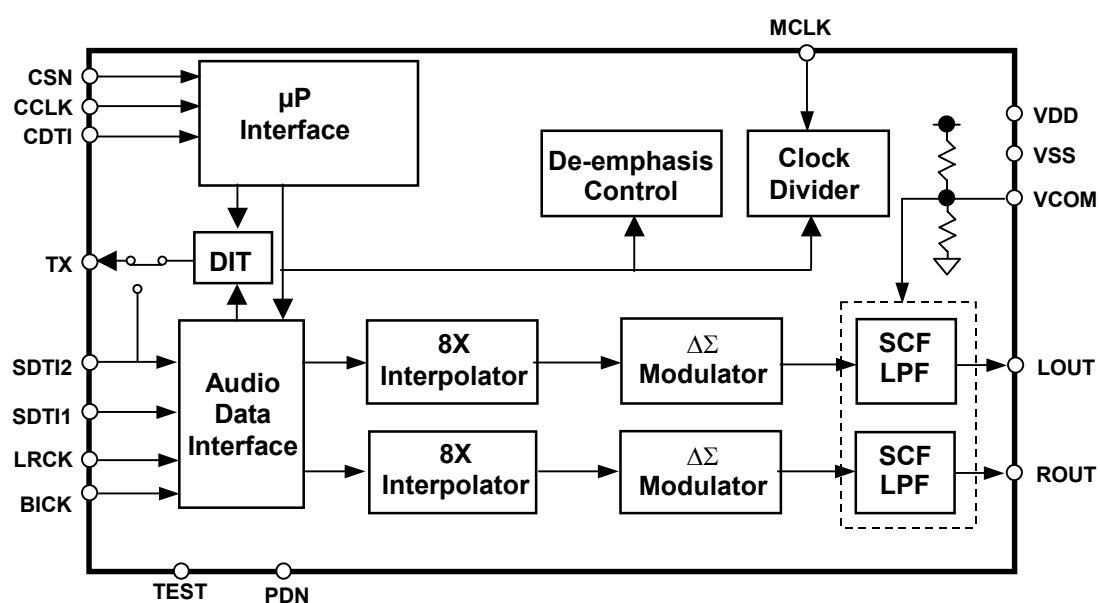 MCLK
CSN
CCLK
CDTI
µP
Interface
De-emphasis
Control
Clock
Divider
VDD
VSS
VCOM
TX
DIT
SDTI2
SDTI1
LRCK
BICK
Audio
Data
Interface
8X
Interpolator
ΔΣ
Modulator
SCF
LPF
LOUT
8X
Interpolator
ΔΣ
Modulator
SCF
LPF
ROUT
TEST
PDN